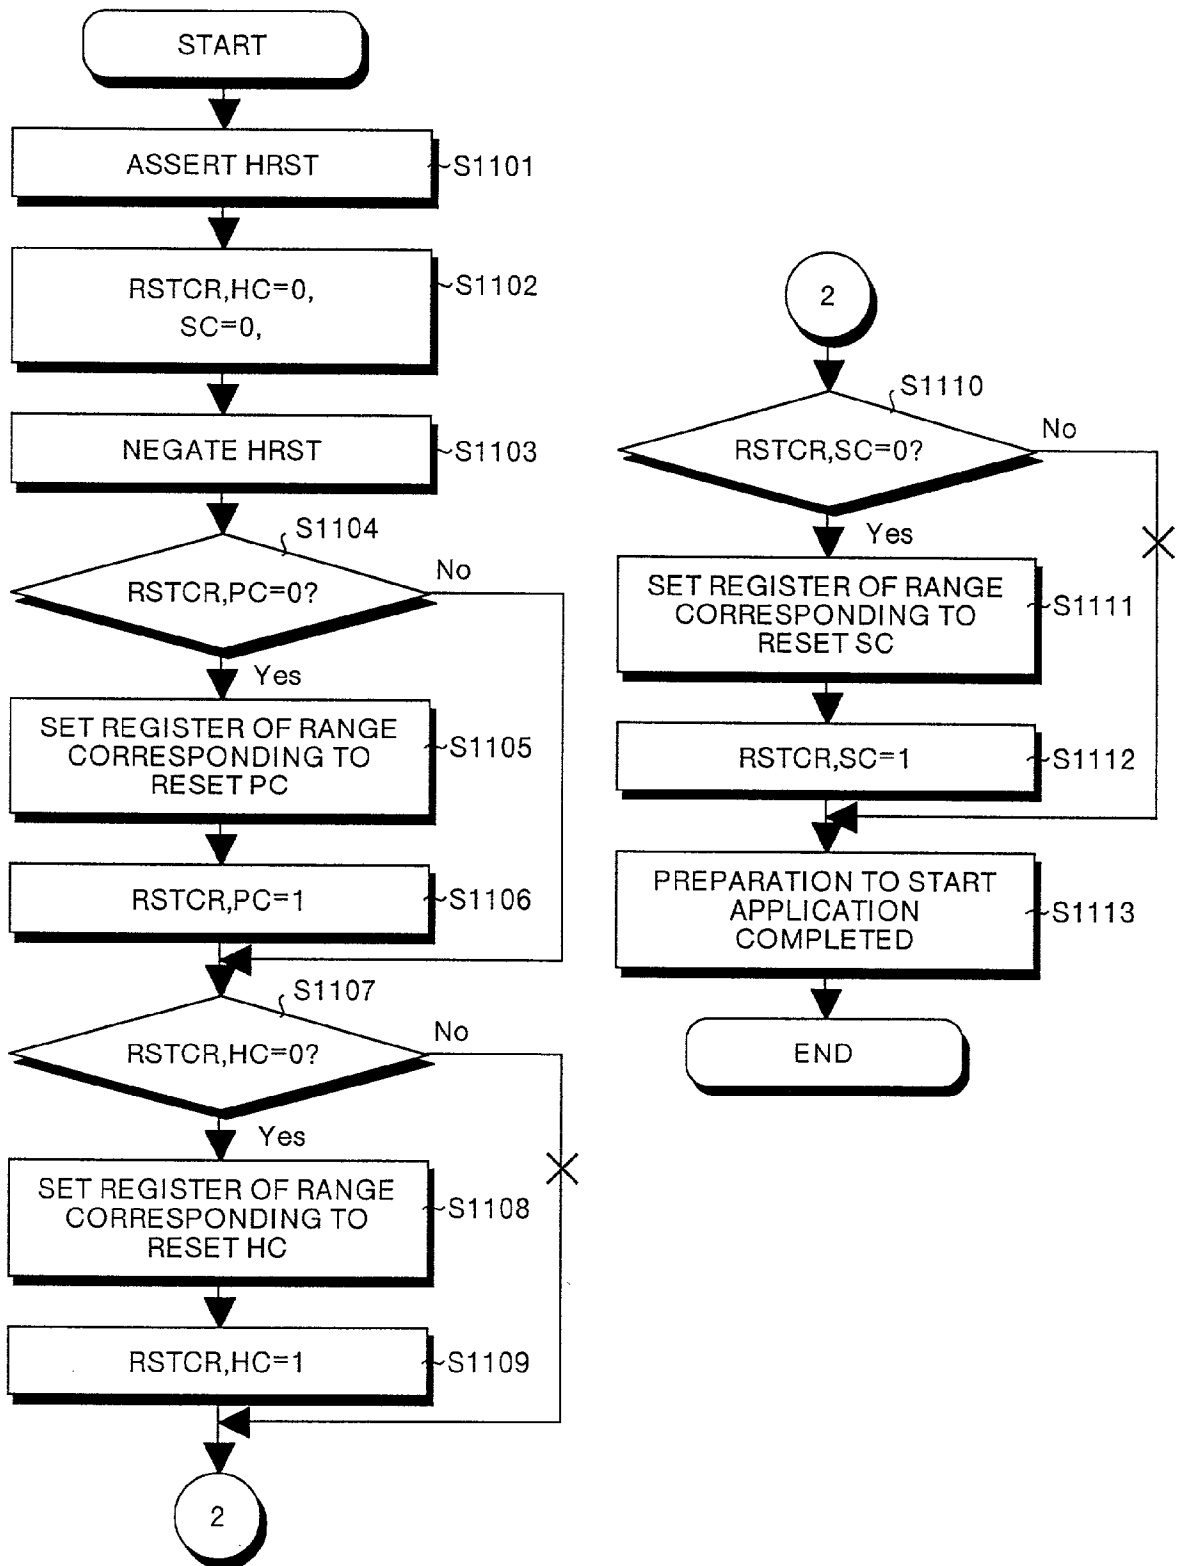 START
ASSERT HRST
S1101
RSTCR,HC=0,
SC=0,
S1102
NEGATE HRST
S1103
S1104
RSTCR,PC=0?
No
Yes
SET REGISTER OF RANGE
CORRESPONDING TO
RESET PC
S1105
RSTCR,PC=1
S1106
S1107
RSTCR,HC=0?
No
Yes
SET REGISTER OF RANGE
CORRESPONDING TO
RESET HC
S1108
RSTCR,HC=1
S1109
2
2
S1110
RSTCR,SC=0?
No
Yes
SET REGISTER OF RANGE
CORRESPONDING TO
RESET SC
S1111
RSTCR,SC=1
S1112
PREPARATION TO START
APPLICATION
COMPLETED
S1113
END